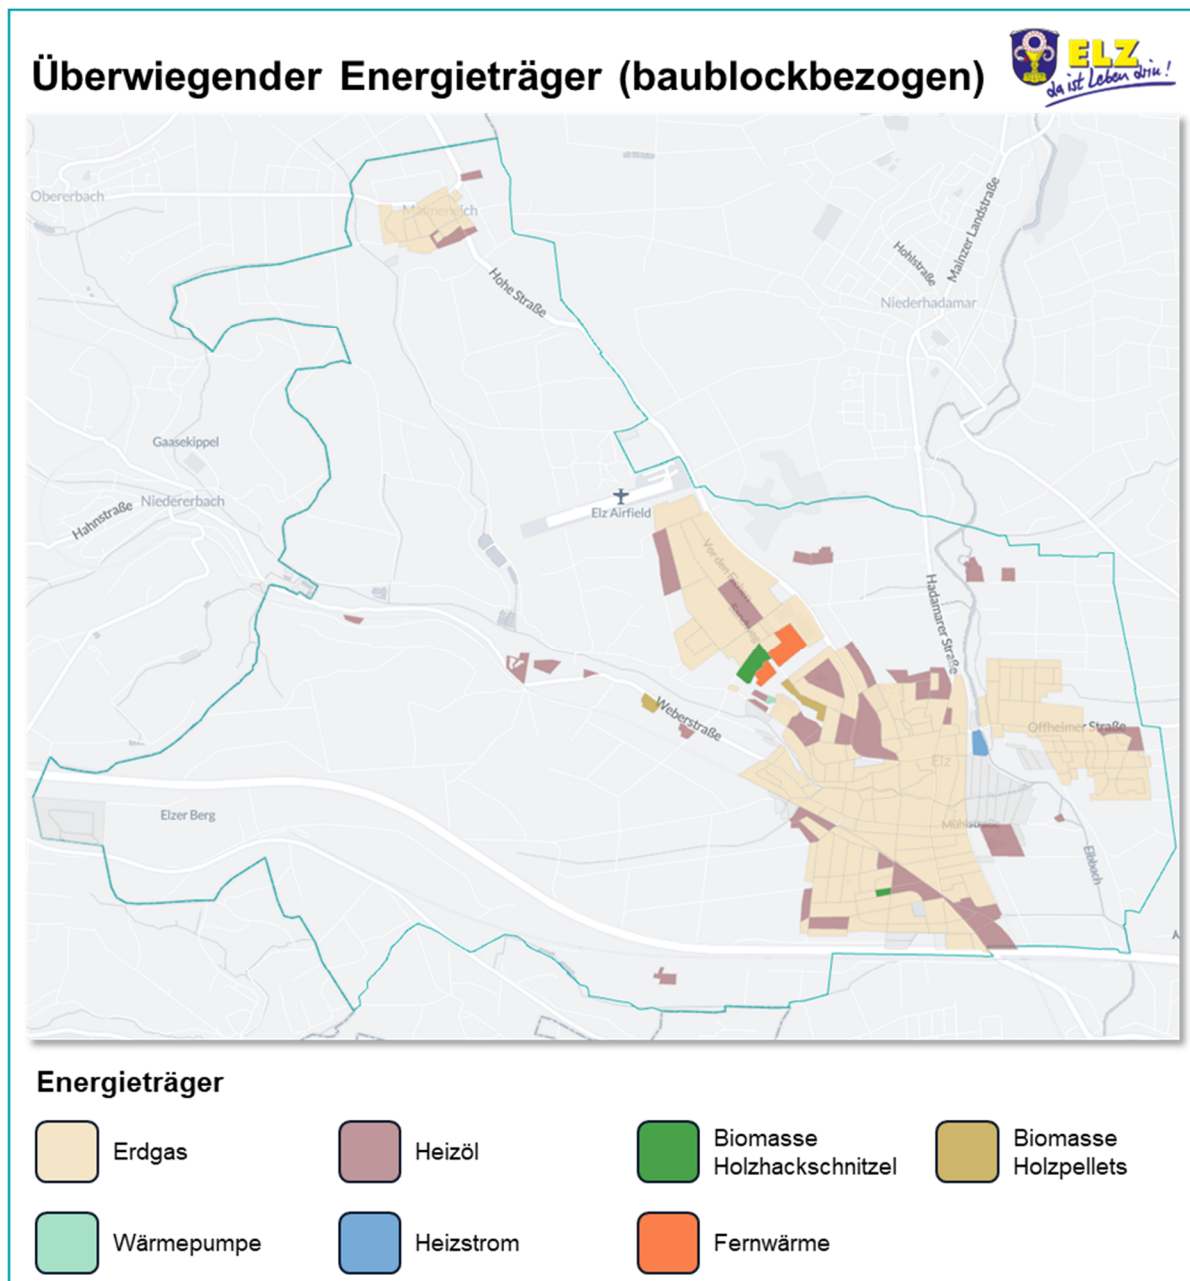 Überwiegender Energieträger (baublockbezogen)
ELZ
da ist Leben drin!
Obererbach
Malmeneich
Hohe Straße
Mainzer Landstraße
Hohlstraße
Niederhadamar
Gaasekippel
Niedererbach
Hahnstraße
Elz Airfield
Hadamarer Straße
Weberstraße
Offheimer Straße
Elz
Elzer Berg
Mühlstraße
Elbbach
A
Energieträger
Erdgas
Heizöl
Biomasse
Holzhackschnitzel
Biomasse
Holzpellets
Wärmepumpe
Heizstrom
Fernwärme